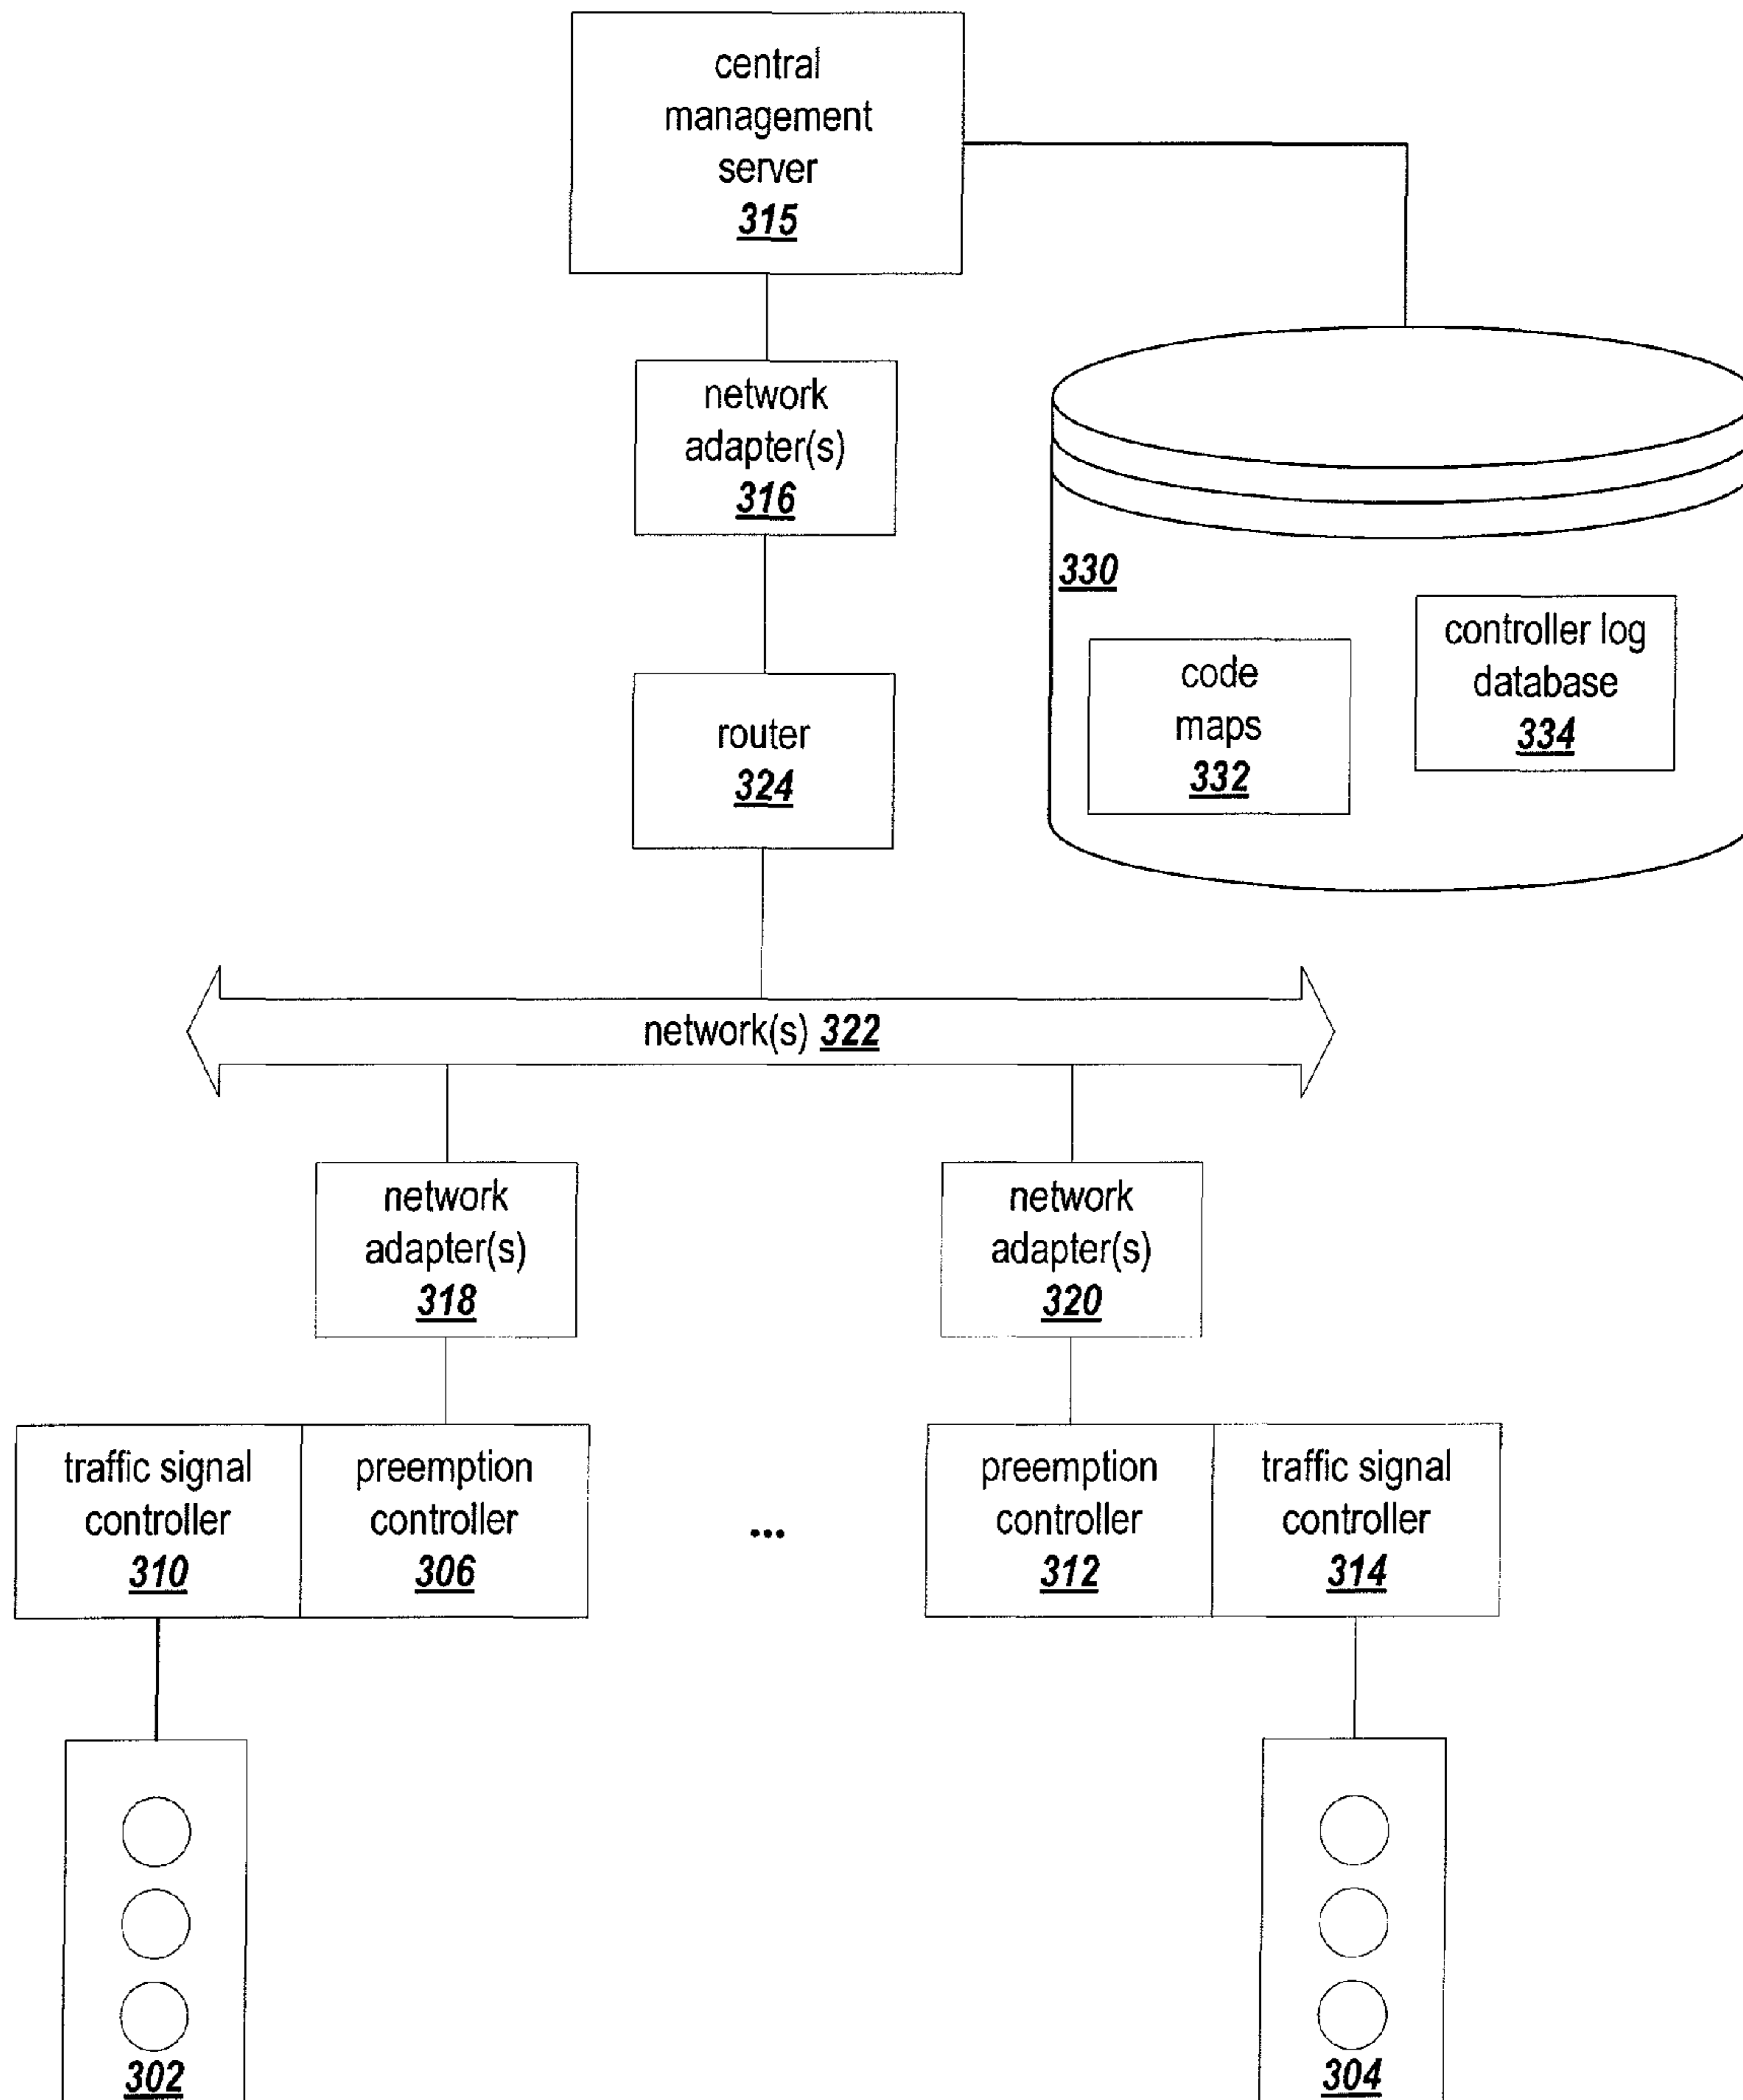 central
management
server
315
network
adapter(s)
316
330
controller log
database
334
code
maps
332
router
324
network(s) 322
network
adapter(s)
318
network
adapter(s)
320
traffic signal
controller
310
preemption
controller
306
...
preemption
controller
312
traffic signal
controller
314
302
304